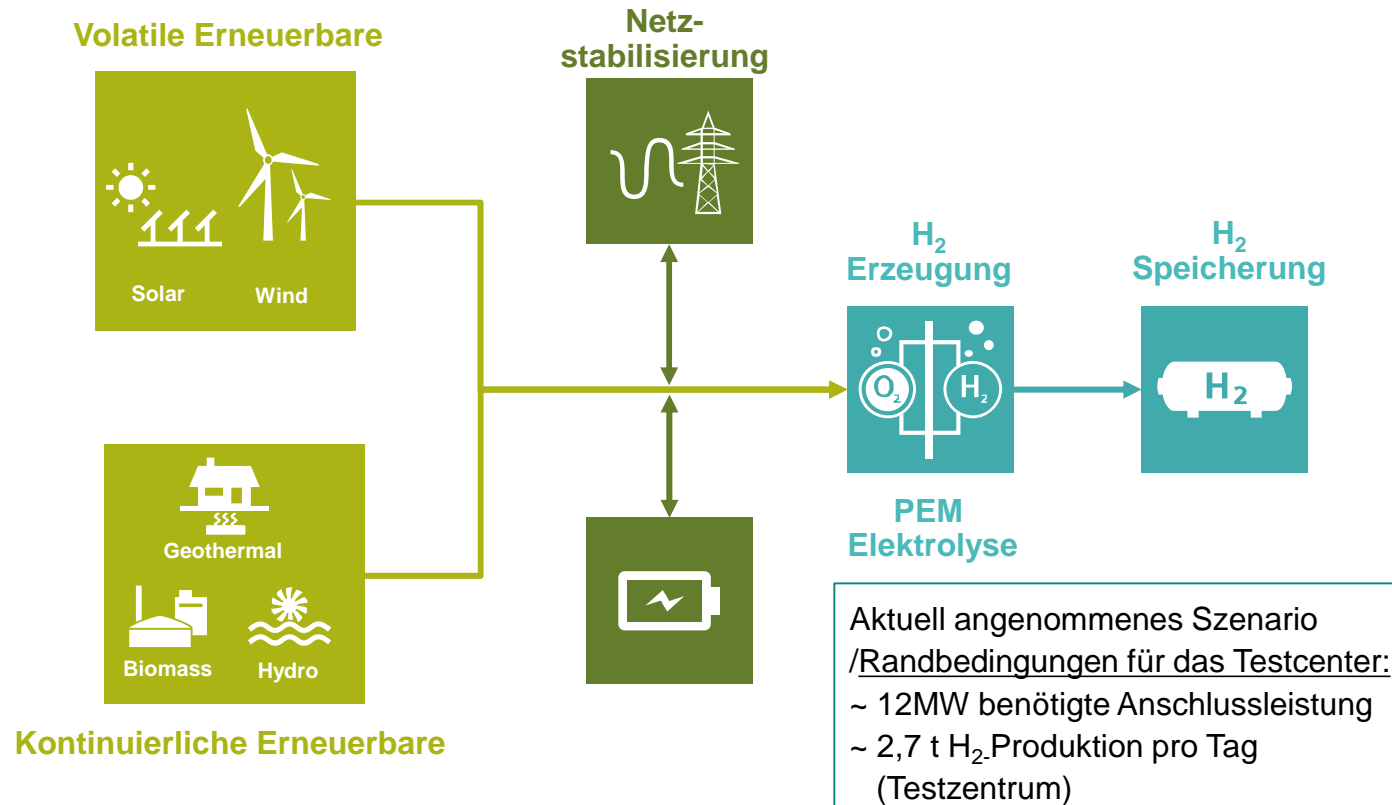 Volatile Erneuerbare
Solar
Wind
Geothermal
Biomass
Hydro
Kontinuierliche Erneuerbare
Netz-
stabilisierung
H₂
Erzeugung
O₂
H₂
PEM
Elektrolyse
H₂
Speicherung
H₂
Aktuell angenommenes Szenario
/Randbedingungen für das Testcenter:
~ 12MW benötigte Anschlussleistung
~ 2,7 t H₂-Produktion pro Tag
(Testzentrum)